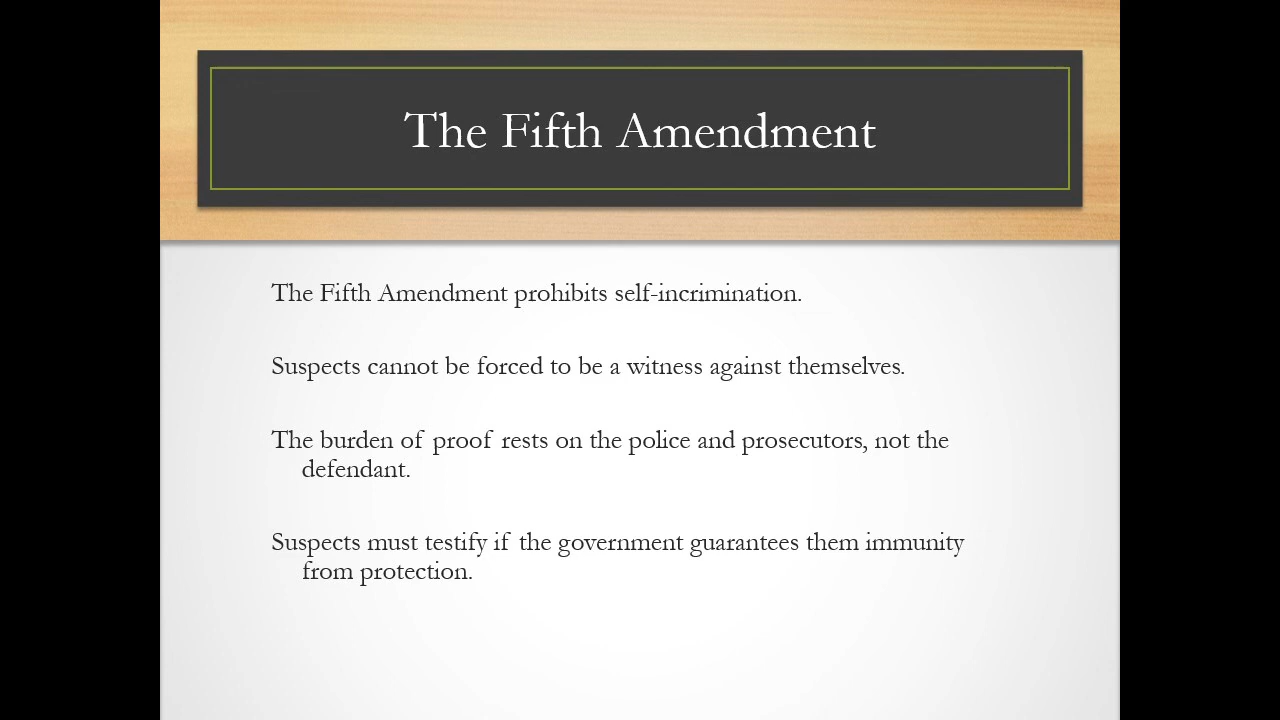 The Fifth Amendment
The Fifth Amendment prohibits self-incrimination.
Suspects cannot be forced to be a witness against themselves.
The burden of proof rests on the police and prosecutors, not the
defendant.
Suspects must testify if the government guarantees them immunity
from protection.